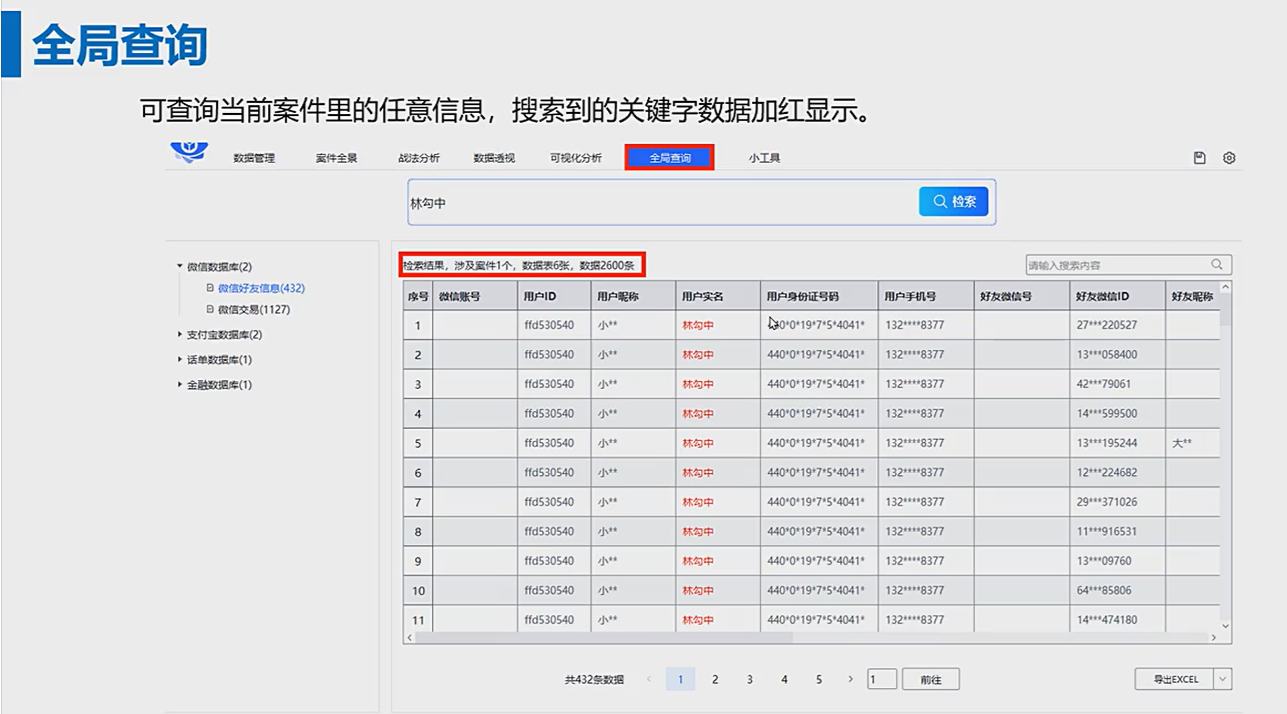 全局查询
可查询当前案件里的任意信息，搜索到的关键字数据加红显示。
数据管理 案件全景 战法分析 数据透视 可视化分析 全局查询 小工具
林勾中 检索
微信数据库(2)
微信好友信息(432)
微信交易(1127)
支付宝数据库(2)
话单数据库(1)
金融数据库(1)
检索结果，涉及案件1个，数据表6张，数据2600条 请输入搜索内容
序号 微信账号 用户ID 用户昵称 用户实名 用户身份证号码 用户手机号 好友微信号 好友微信ID 好友昵称
1 ffd530540 小** 林勾中 440*0*19*7*5*4041* 132****8377 27***220527
2 ffd530540 小** 林勾中 440*0*19*7*5*4041* 132****8377 13***058400
3 ffd530540 小** 林勾中 440*0*19*7*5*4041* 132****8377 42***79061
4 ffd530540 小** 林勾中 440*0*19*7*5*4041* 132****8377 14***599500
5 ffd530540 小** 林勾中 440*0*19*7*5*4041* 132****8377 13***195244 大**
6 ffd530540 小** 林勾中 440*0*19*7*5*4041* 132****8377 12***224682
7 ffd530540 小** 林勾中 440*0*19*7*5*4041* 132****8377 29***371026
8 ffd530540 小** 林勾中 440*0*19*7*5*4041* 132****8377 11***916531
9 ffd530540 小** 林勾中 440*0*19*7*5*4041* 132****8377 13***09760
10 ffd530540 小** 林勾中 440*0*19*7*5*4041* 132****8377 64***85806
11 ffd530540 小** 林勾中 440*0*19*7*5*4041* 132****8377 14***474180
共432条数据 1 2 3 4 5 1 前往 导出EXCEL